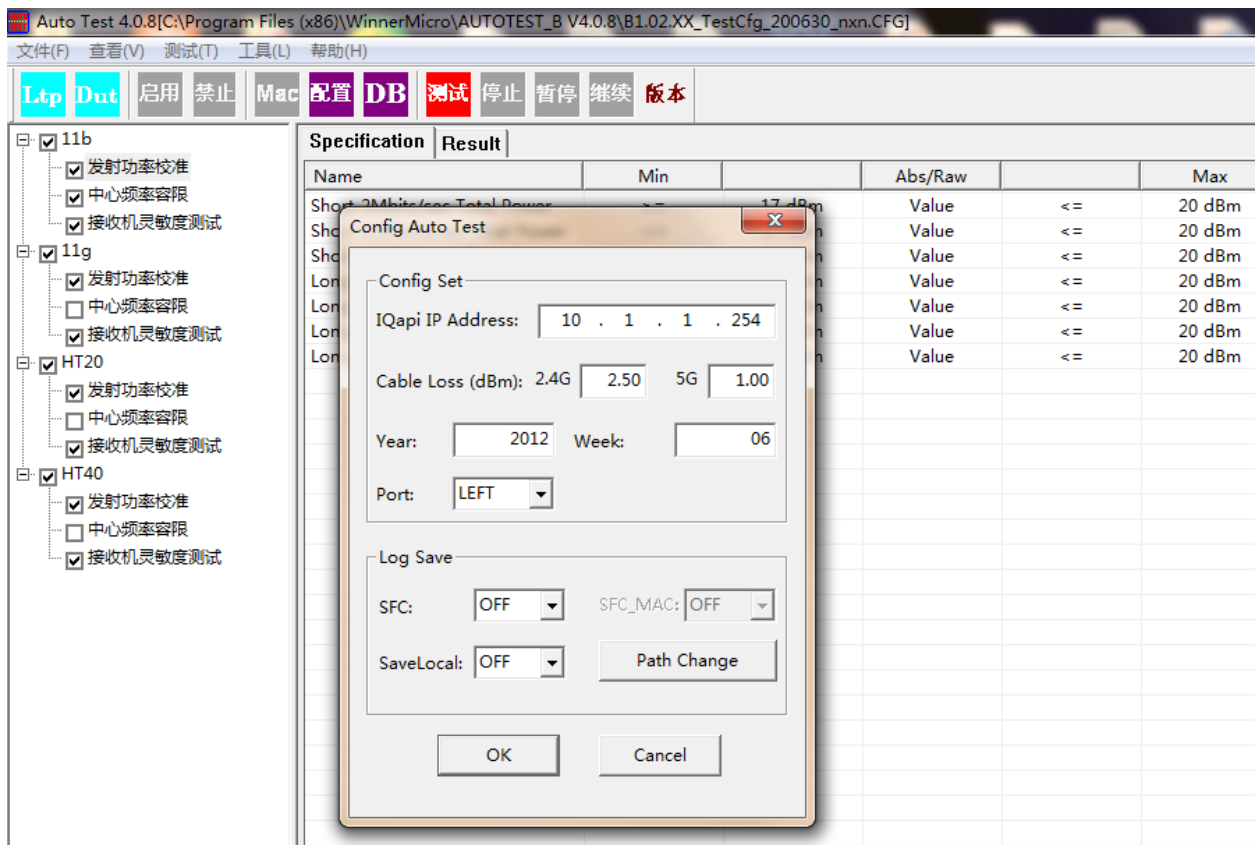 Auto Test 4.0.8[C:\Program Files (x86)\WinnerMicro\AUTOTEST_B V4.0.8\B1.02.XX_TestCfg_200630_nxn.CFG]
文件(F) 查看(V) 测试(T) 工具(L) 帮助(H)
Ltp Dut 启用 禁止 Mac 配置 DB 测试 停止 暂停 继续 版本
11b
发射功率校准
中心频率容限
接收机灵敏度测试
11g
发射功率校准
中心频率容限
接收机灵敏度测试
HT20
发射功率校准
中心频率容限
接收机灵敏度测试
HT40
发射功率校准
中心频率容限
接收机灵敏度测试
Specification Result
Name Min Abs/Raw Max
Short 2Mbits/sec Total Power >= 17 dBm Value <= 20 dBm
Value <= 20 dBm
Value <= 20 dBm
Value <= 20 dBm
Value <= 20 dBm
Value <= 20 dBm
Value <= 20 dBm
Config Auto Test
Config Set
IQapi IP Address: 10 . 1 . 1 . 254
Cable Loss (dBm): 2.4G 2.50 5G 1.00
Year: 2012 Week: 06
Port: LEFT
Log Save
SFC: OFF SFC_MAC: OFF
SaveLocal: OFF Path Change
OK Cancel